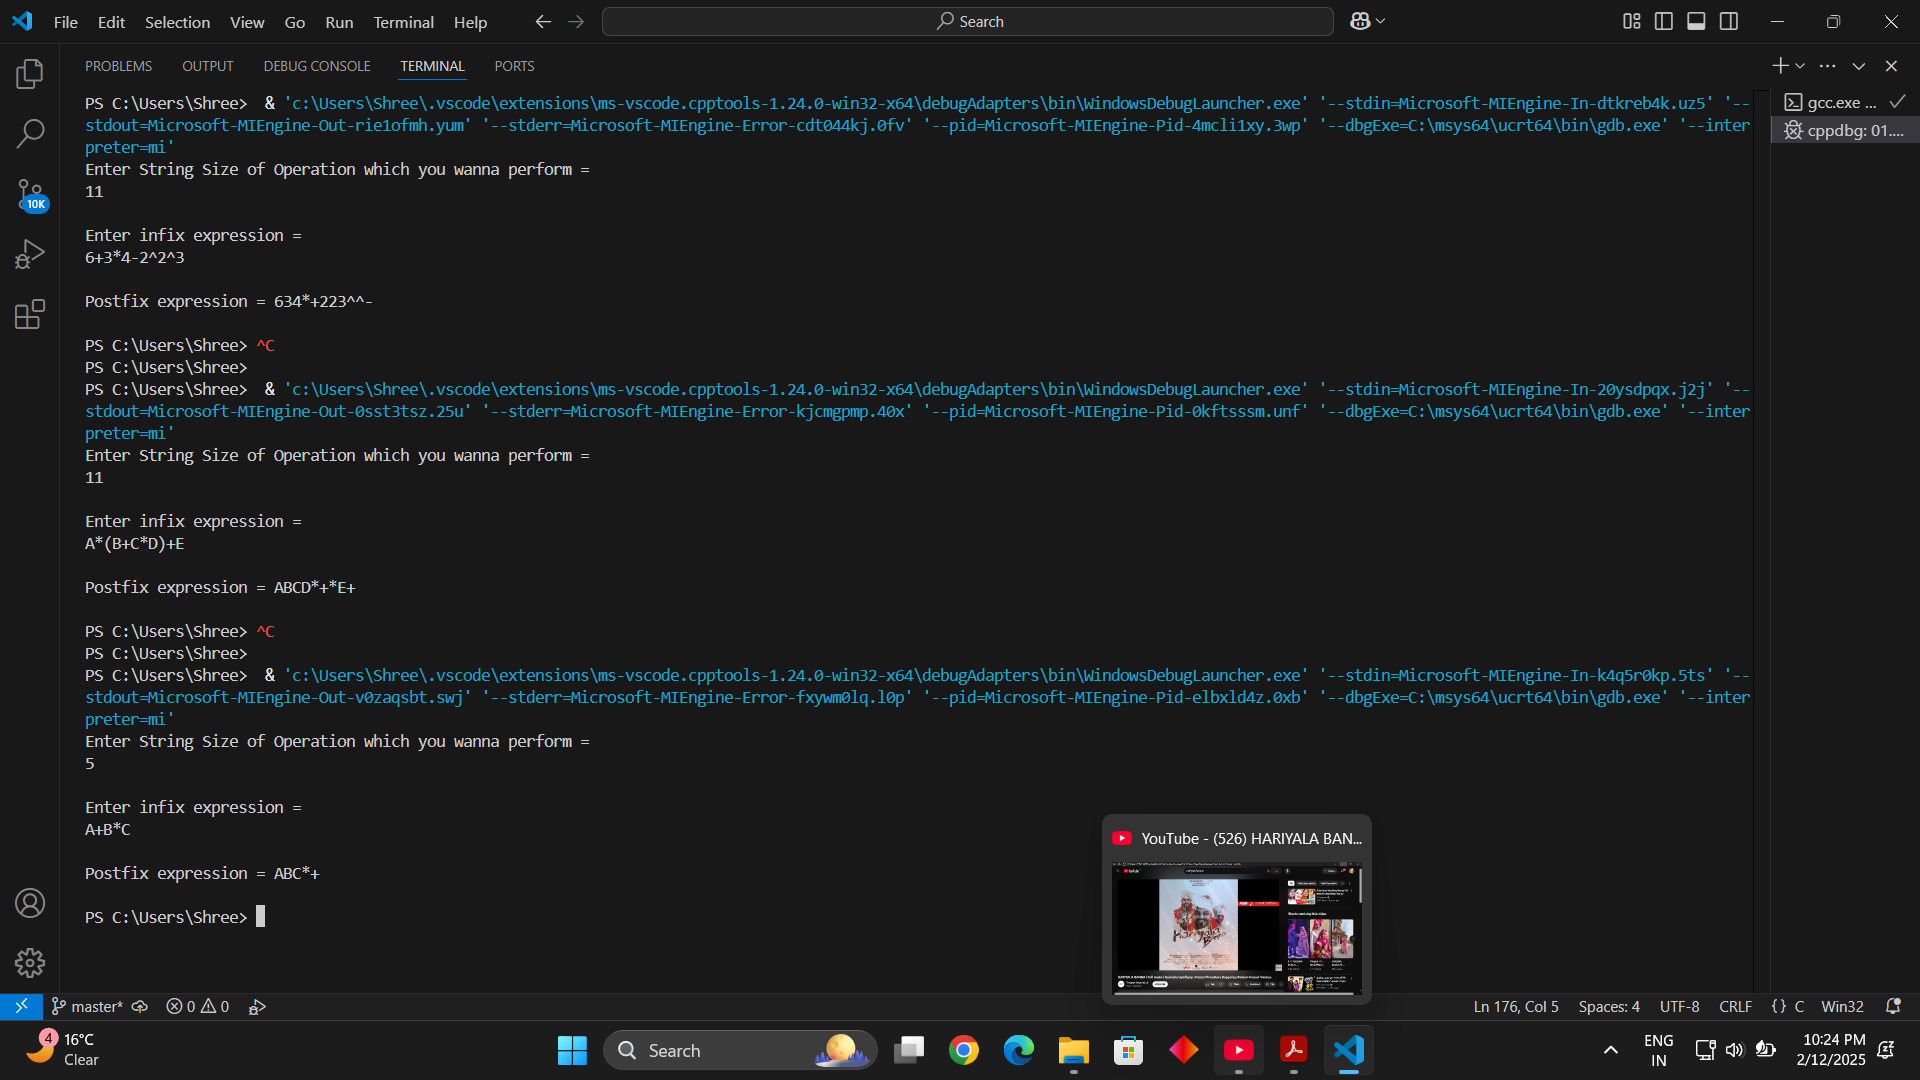 File Edit Selection View Go Run Terminal Help
Search
PROBLEMS OUTPUT DEBUG CONSOLE TERMINAL PORTS
gcc.exe ...
cppdbg: 01....
10K
PS C:\Users\Shree>  & 'c:\Users\Shree\.vscode\extensions\ms-vscode.cpptools-1.24.0-win32-x64\debugAdapters\bin\WindowsDebugLauncher.exe' '--stdin=Microsoft-MIEngine-In-dtkreb4k.uz5' '--
stdout=Microsoft-MIEngine-Out-rie1ofmh.yum' '--stderr=Microsoft-MIEngine-Error-cdt044kj.0fv' '--pid=Microsoft-MIEngine-Pid-4mcli1xy.3wp' '--dbgExe=C:\msys64\ucrt64\bin\gdb.exe' '--inter
preter=mi'
Enter String Size of Operation which you wanna perform =
11
Enter infix expression =
6+3*4-2^2^3
Postfix expression = 634*+223^^-
PS C:\Users\Shree> ^C
PS C:\Users\Shree>
PS C:\Users\Shree>  & 'c:\Users\Shree\.vscode\extensions\ms-vscode.cpptools-1.24.0-win32-x64\debugAdapters\bin\WindowsDebugLauncher.exe' '--stdin=Microsoft-MIEngine-In-20ysdpqx.j2j' '--
stdout=Microsoft-MIEngine-Out-0sst3tsz.25u' '--stderr=Microsoft-MIEngine-Error-kjcmgpmp.40x' '--pid=Microsoft-MIEngine-Pid-0kftsssm.unf' '--dbgExe=C:\msys64\ucrt64\bin\gdb.exe' '--inter
preter=mi'
Enter String Size of Operation which you wanna perform =
11
Enter infix expression =
A*(B+C*D)+E
Postfix expression = ABCD*+*E+
PS C:\Users\Shree> ^C
PS C:\Users\Shree>
PS C:\Users\Shree>  & 'c:\Users\Shree\.vscode\extensions\ms-vscode.cpptools-1.24.0-win32-x64\debugAdapters\bin\WindowsDebugLauncher.exe' '--stdin=Microsoft-MIEngine-In-k4q5r0kp.5ts' '--
stdout=Microsoft-MIEngine-Out-v0zaqsbt.swj' '--stderr=Microsoft-MIEngine-Error-fxywm0lq.l0p' '--pid=Microsoft-MIEngine-Pid-elbxld4z.0xb' '--dbgExe=C:\msys64\ucrt64\bin\gdb.exe' '--inter
preter=mi'
Enter String Size of Operation which you wanna perform =
5
Enter infix expression =
A+B*C
Postfix expression = ABC*+
PS C:\Users\Shree>
YouTube - (526) HARIYALA BAN...
master* 0 0
Ln 176, Col 5 Spaces: 4 UTF-8 CRLF {} C Win32
4 16°C
Clear
Search
ENG
IN
10:24 PM
2/12/2025